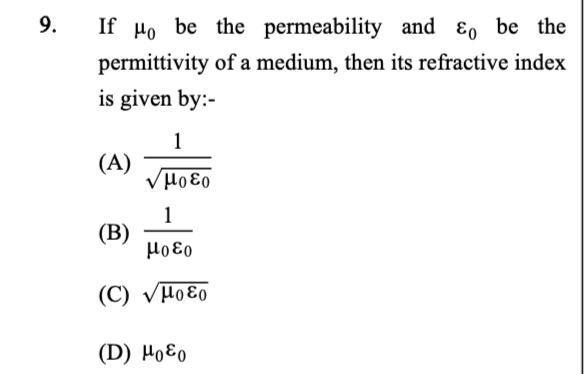 9. If μ₀ be the permeability and ε₀ be the
permittivity of a medium, then its refractive index
is given by:-
(A) 1/√μ₀ε₀
(B) 1/μ₀ε₀
(C) √μ₀ε₀
(D) μ₀ε₀